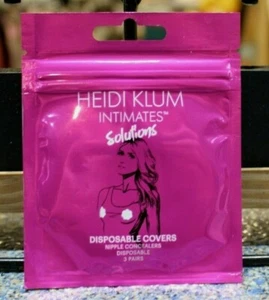 HEIDI KLUM
INTIMATES™
Solutions
DISPOSABLE COVERS
NIPPLE CONCEALERS
DISPOSABLE
3 PAIRS